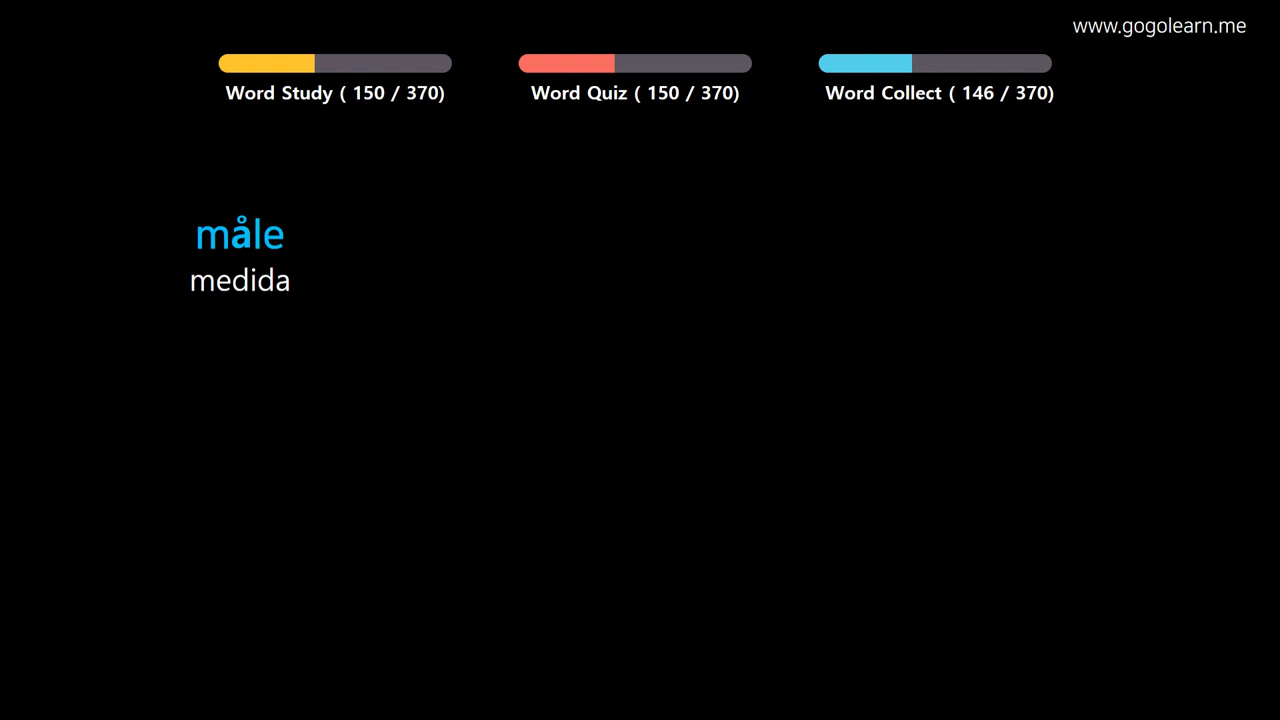 www.gogolearn.me
Word Study ( 150 / 370)
Word Quiz ( 150 / 370)
Word Collect ( 146 / 370)
måle
medida